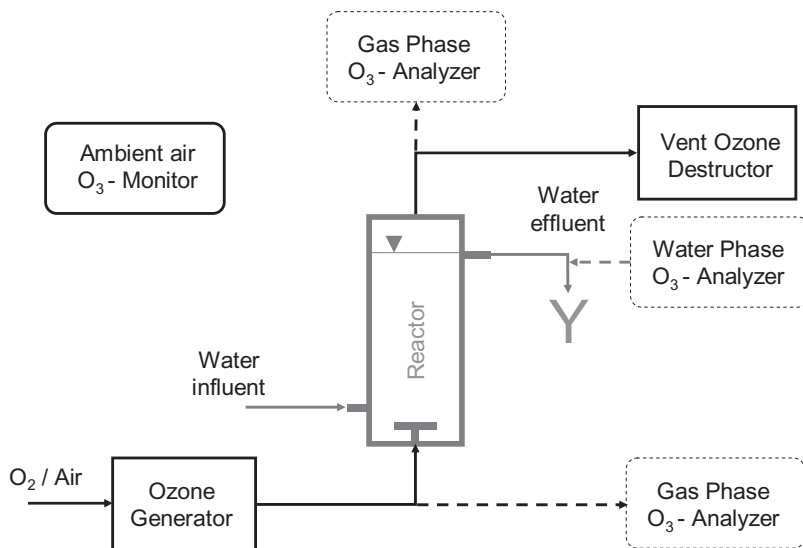 Gas Phase
O₃ - Analyzer
Ambient air
O₃ - Monitor
Vent Ozone
Destructor
Water
effluent
Water Phase
O₃ - Analyzer
Reactor
Water
influent
O₂ / Air
Ozone
Generator
Gas Phase
O₃ - Analyzer